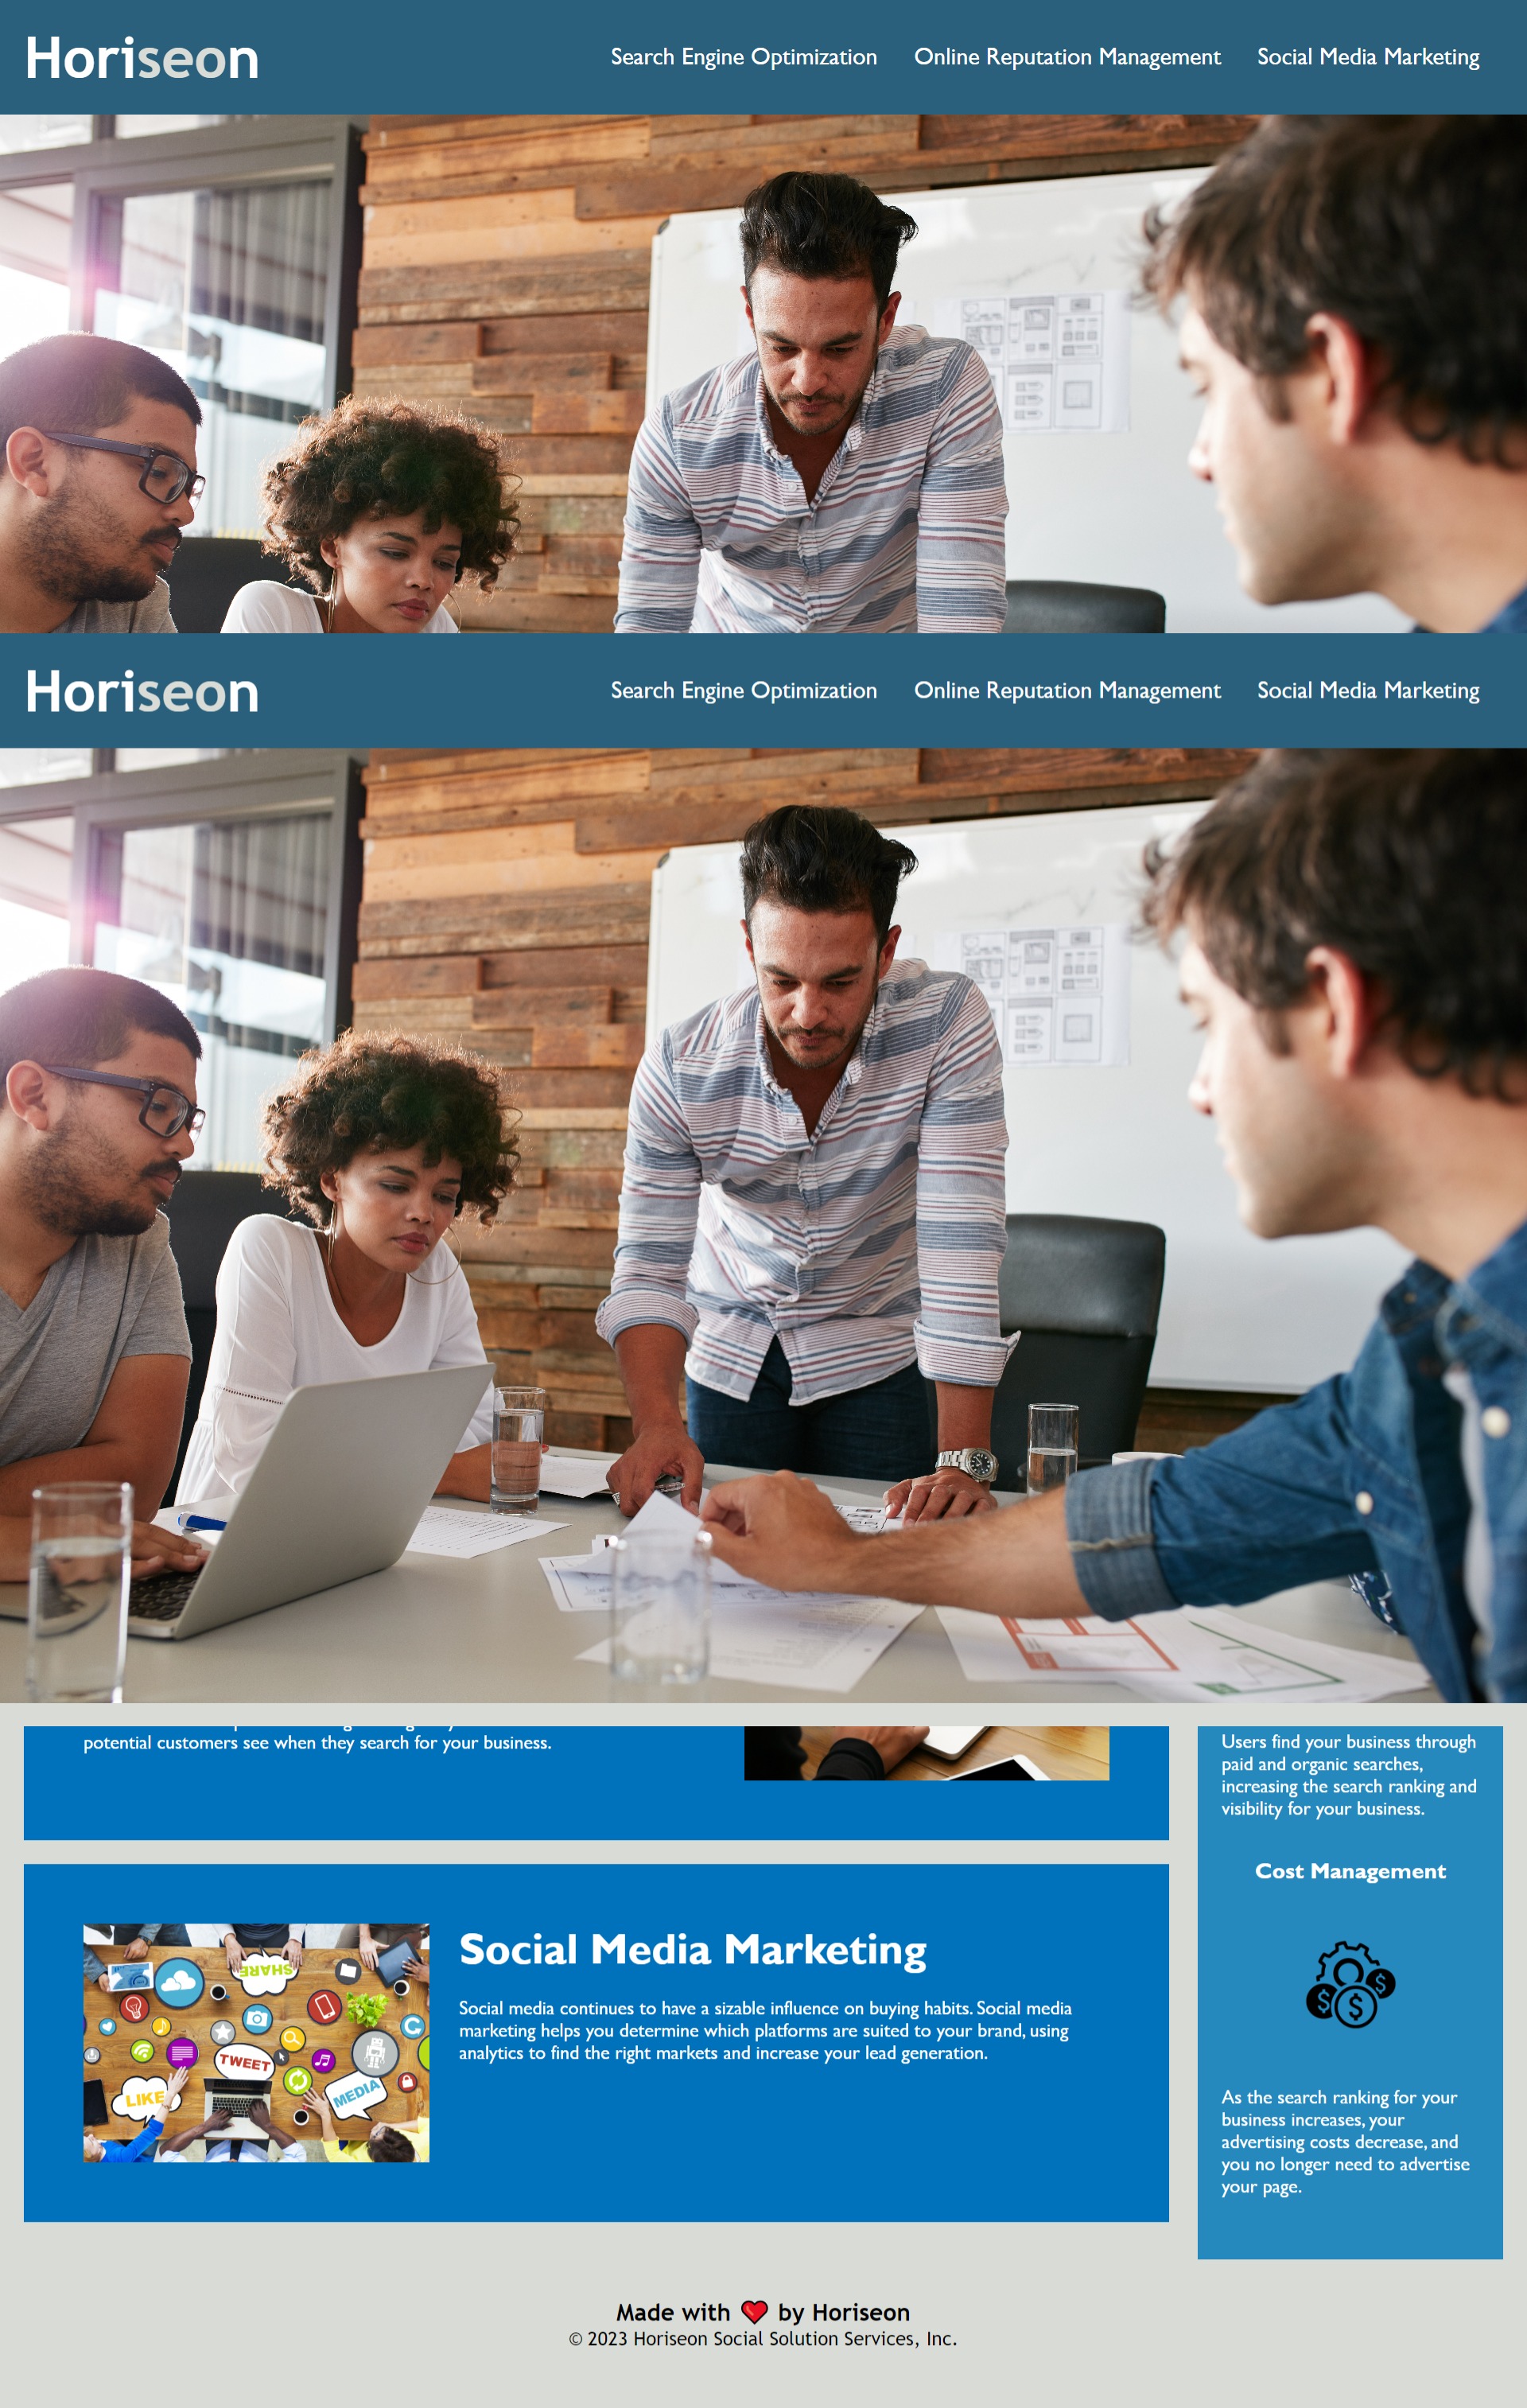 Horiseon
Search Engine Optimization
Online Reputation Management
Social Media Marketing
Horiseon
Search Engine Optimization
Online Reputation Management
Social Media Marketing
potential customers see when they search for your business.
SHARE
TWEET
LIKE
MEDIA
Social Media Marketing
Social media continues to have a sizable influence on buying habits. Social media
marketing helps you determine which platforms are suited to your brand, using
analytics to find the right markets and increase your lead generation.
Users find your business through
paid and organic searches,
increasing the search ranking and
visibility for your business.
Cost Management
$ $
$
As the search ranking for your
business increases, your
advertising costs decrease, and
you no longer need to advertise
your page.
Made with ❤️ by Horiseon
© 2023 Horiseon Social Solution Services, Inc.